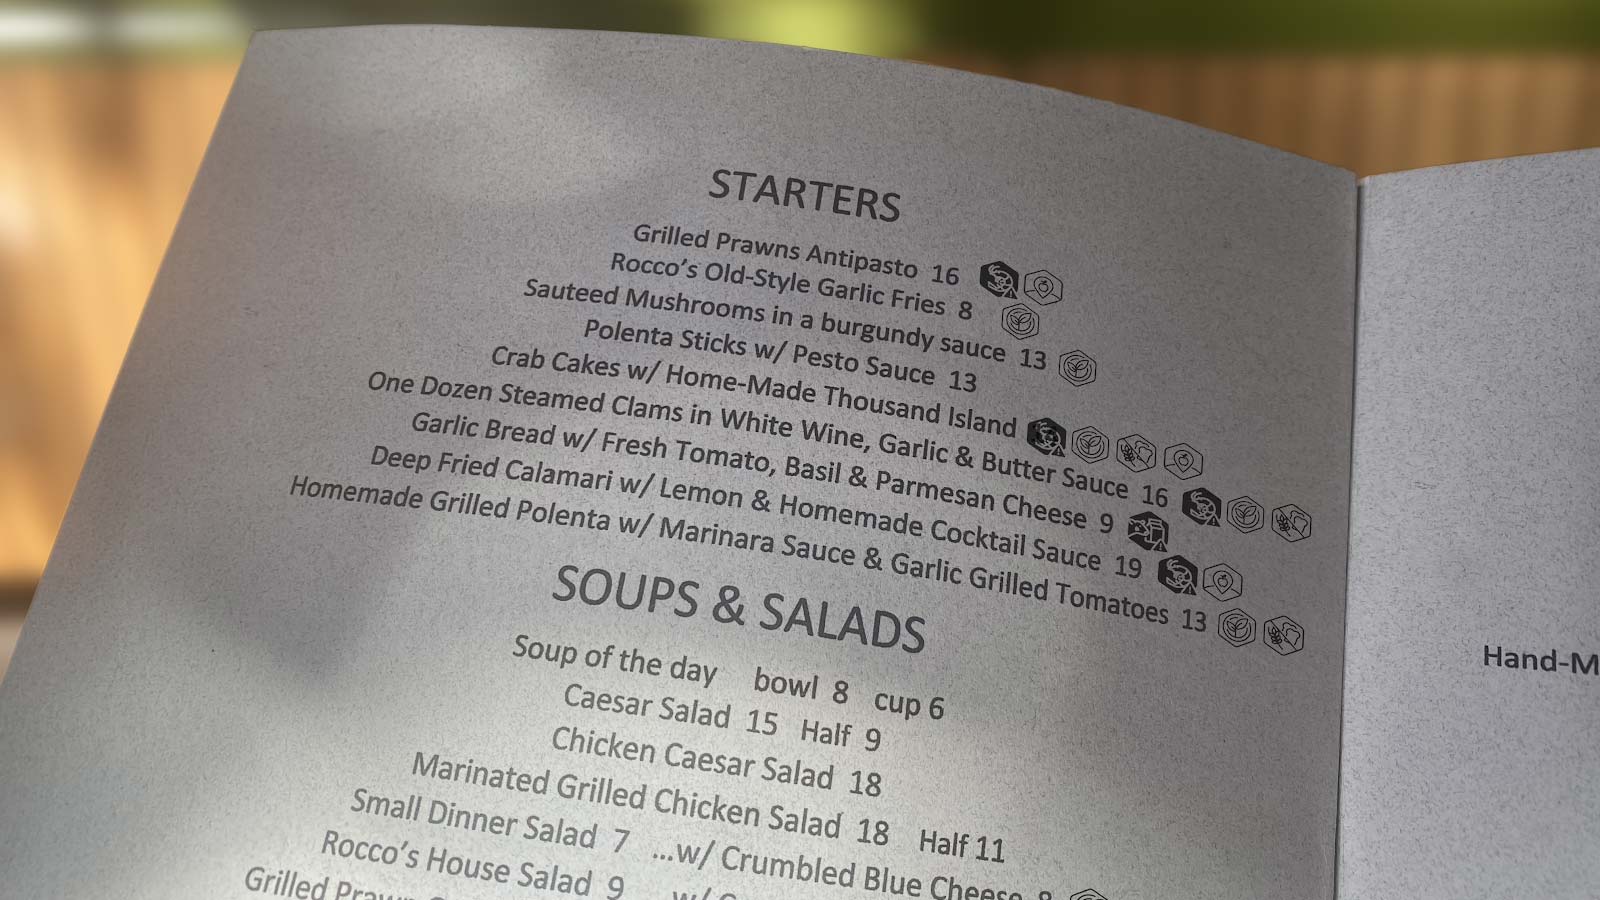 STARTERS
Grilled Prawns Antipasto 16
Rocco's Old-Style Garlic Fries 8
Sauteed Mushrooms in a burgundy sauce 13
Polenta Sticks w/ Pesto Sauce 13
Crab Cakes w/ Home-Made Thousand Island
One Dozen Steamed Clams in White Wine, Garlic & Butter Sauce 16
Garlic Bread w/ Fresh Tomato, Basil & Parmesan Cheese 9
Deep Fried Calamari w/ Lemon & Homemade Cocktail Sauce 19
Homemade Grilled Polenta w/ Marinara Sauce & Garlic Grilled Tomatoes 13
SOUPS & SALADS
Soup of the day bowl 8 cup 6
Caesar Salad 15 Half 9
Chicken Caesar Salad 18
Marinated Grilled Chicken Salad 18 Half 11
Small Dinner Salad 7 ...w/ Crumbled Blue Cheese 8
Rocco's House Salad 9 w/
Grilled
Hand-M